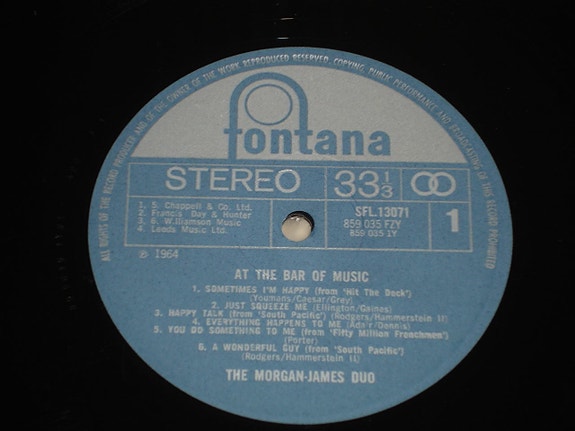 ALL RIGHTS OF THE RECORD PRODUCER AND OF THE OWNER OF THE WORK REPRODUCED RESERVED. COPYING, PUBLIC PERFORMANCE AND BROADCASTING OF THIS RECORD PROHIBITED
fontana
STEREO 33 1/3
1. 5. Chappell & Co. Ltd.
2. Francis Day & Hunter
3. 6. Williamson Music
4. Leeds Music Ltd.
SFL.13071
859 035 FZY
859 035 1Y
1
℗ 1964
AT THE BAR OF MUSIC
1. SOMETIMES I'M HAPPY (from 'Hit The Deck')
(Youmans/Caesar/Grey)
2. JUST SQUEEZE ME (Ellington/Gaines)
3. HAPPY TALK (from 'South Pacific') (Rodgers/Hammerstein II)
4. EVERYTHING HAPPENS TO ME (Dennis)
5. YOU DO SOMETHING TO ME (from 'Fifty Million Frenchmen')
(Porter)
6. A WONDERFUL GUY (from 'South Pacific')
(Rodgers/Hammerstein II)
THE MORGAN-JAMES DUO